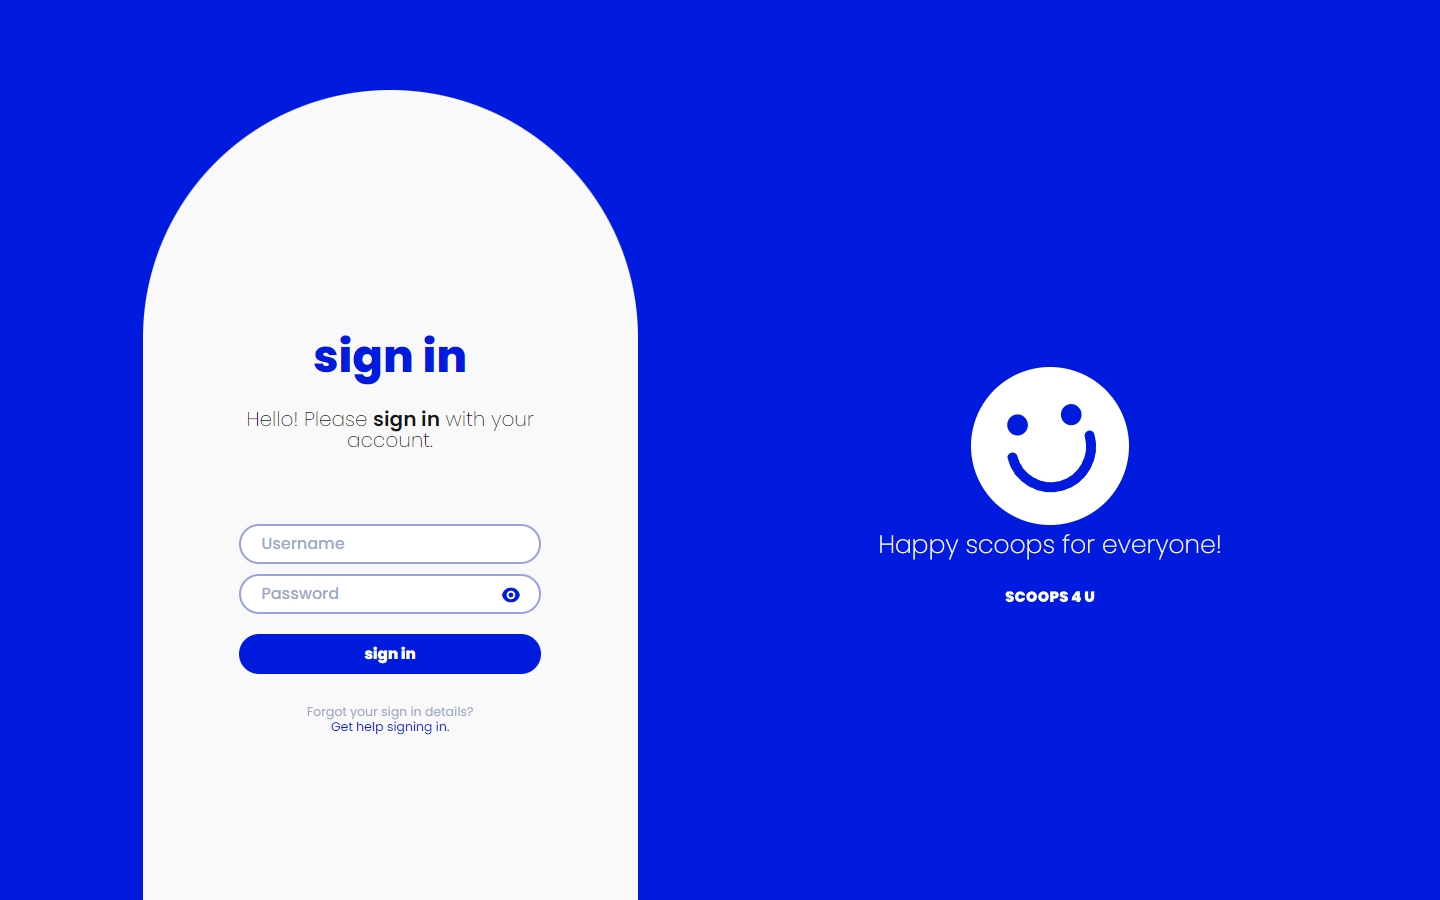 sign in
Hello! Please sign in with your
account.
Username
Password
sign in
Forgot your sign in details?
Get help signing in.
Happy scoops for everyone!
SCOOPS 4 U